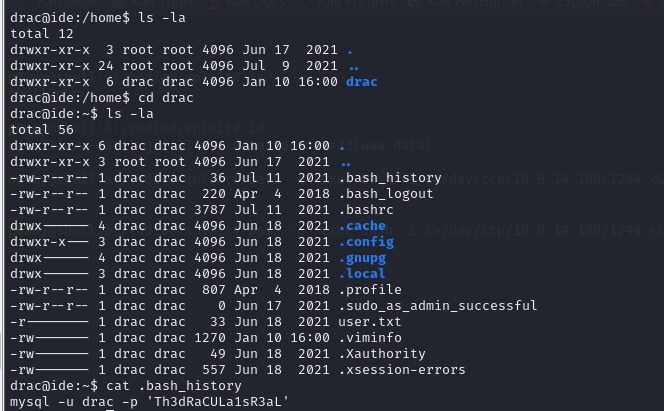 drac@ide:/home$ ls -la
total 12
drwxr-xr-x  3 root root 4096 Jun 17  2021 .
drwxr-xr-x 24 root root 4096 Jul  9  2021 ..
drwxr-xr-x  6 drac drac 4096 Jan 10 16:00 drac
drac@ide:/home$ cd drac
drac@ide:~$ ls -la
total 56
drwxr-xr-x 6 drac drac 4096 Jan 10 16:00 .
drwxr-xr-x 3 root root 4096 Jun 17  2021 ..
-rw-r--r-- 1 drac drac   36 Jul 11  2021 .bash_history
-rw-r--r-- 1 drac drac  220 Apr  4  2018 .bash_logout
-rw-r--r-- 1 drac drac 3787 Jul 11  2021 .bashrc
drwx------ 4 drac drac 4096 Jun 18  2021 .cache
drwxr-x--- 3 drac drac 4096 Jun 18  2021 .config
drwx------ 4 drac drac 4096 Jun 18  2021 .gnupg
drwx------ 3 drac drac 4096 Jun 18  2021 .local
-rw-r--r-- 1 drac drac  807 Apr  4  2018 .profile
-rw-r--r-- 1 drac drac    0 Jun 17  2021 .sudo_as_admin_successful
-r-------- 1 drac drac   33 Jun 18  2021 user.txt
-rw------- 1 drac drac 1270 Jan 10 16:00 .viminfo
-rw------- 1 drac drac   49 Jun 18  2021 .Xauthority
-rw------- 1 drac drac  557 Jun 18  2021 .xsession-errors
drac@ide:~$ cat .bash_history
mysql -u drac -p 'Th3dRaCULa1sR3aL'